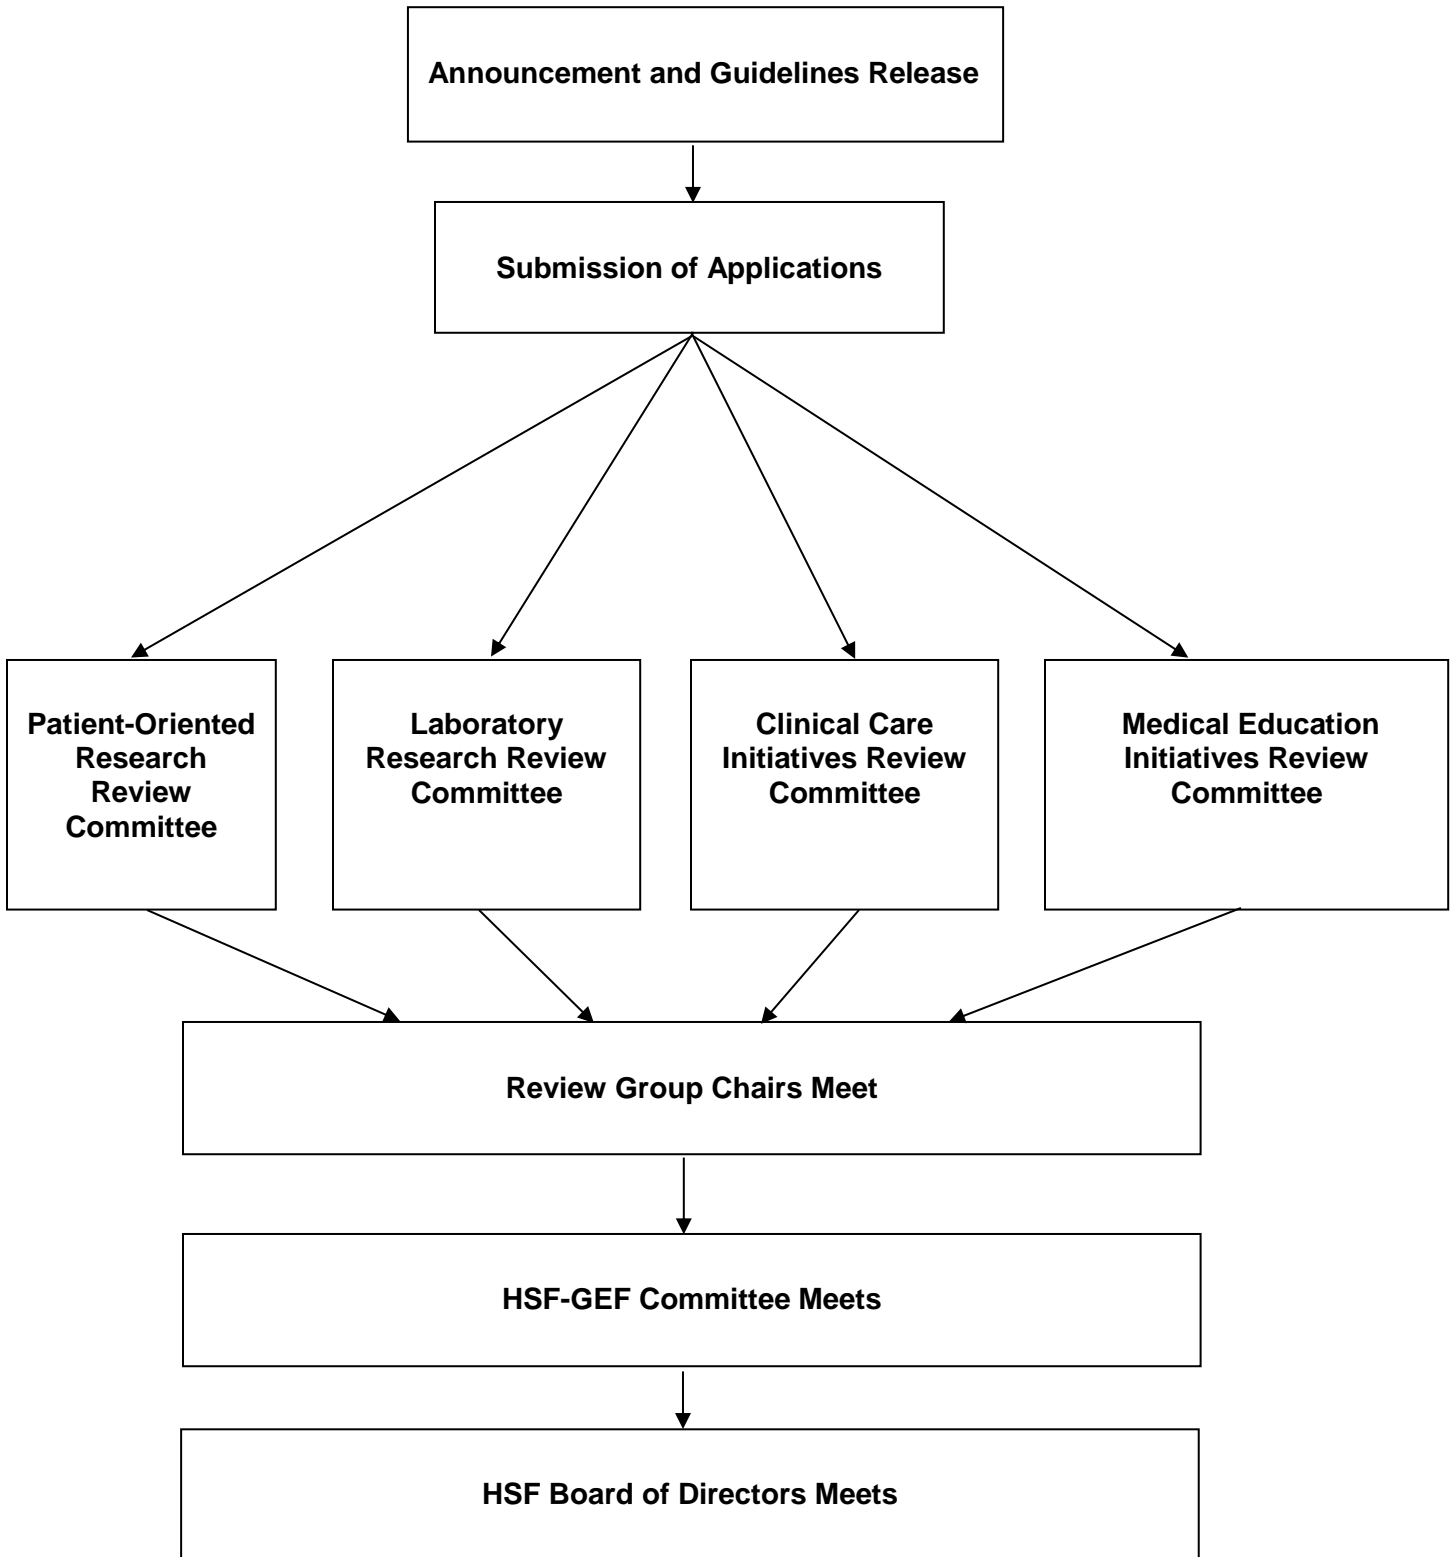 Announcement and Guidelines Release
Submission of Applications
Patient-Oriented
Research
Review
Committee
Laboratory
Research Review
Committee
Clinical Care
Initiatives Review
Committee
Medical Education
Initiatives Review
Committee
Review Group Chairs Meet
HSF-GEF Committee Meets
HSF Board of Directors Meets